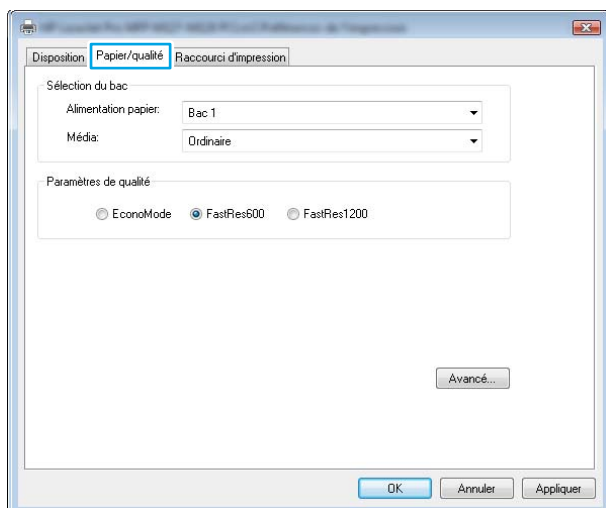 Disposition Papier/qualité Raccourci d'impression
Sélection du bac
Alimentation papier: Bac 1
Média: Ordinaire
Paramètres de qualité
EconoMode FastRes600 FastRes1200
Avancé...
OK Annuler Appliquer